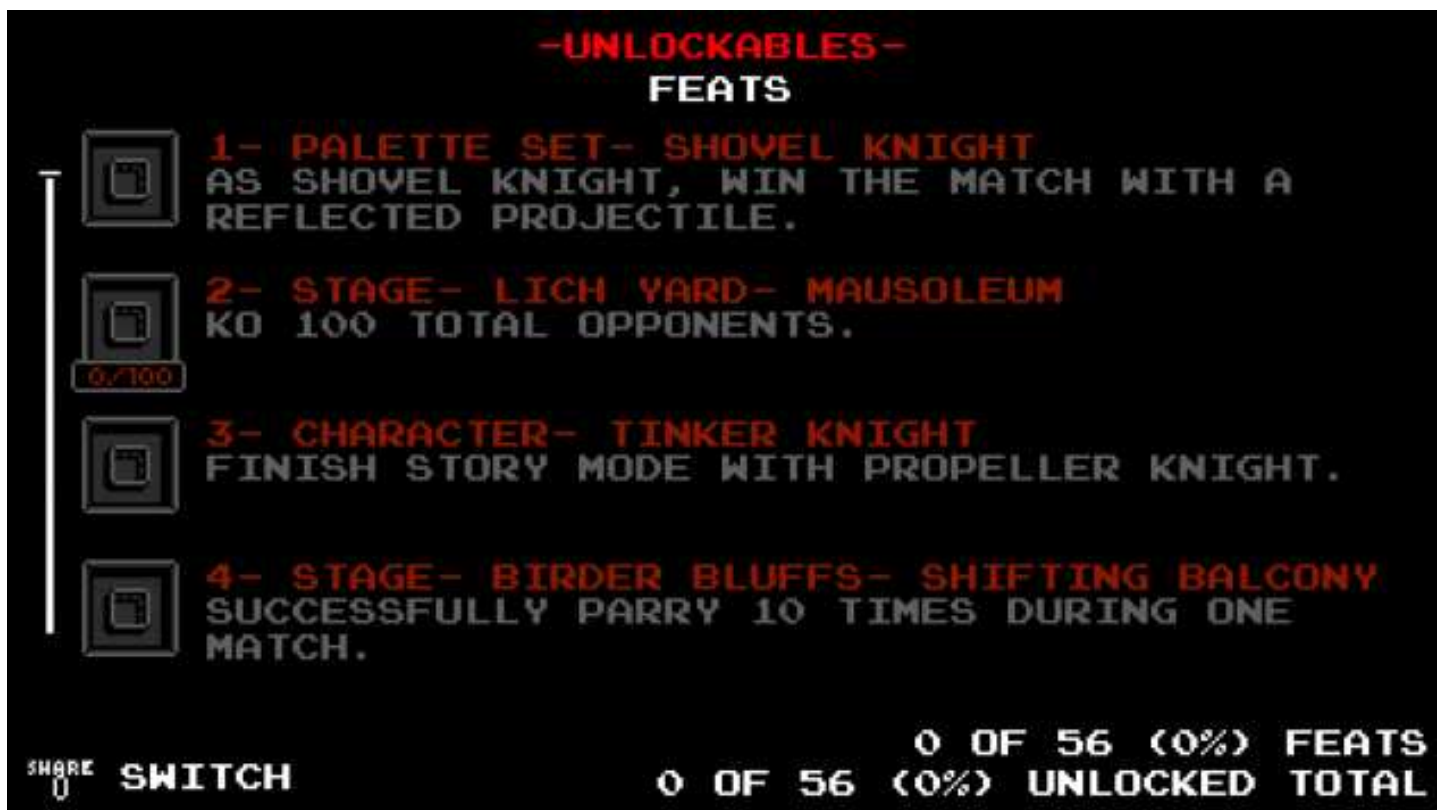 -UNLOCKABLES-
FEATS
1- PALETTE SET- SHOVEL KNIGHT
AS SHOVEL KNIGHT, WIN THE MATCH WITH A
REFLECTED PROJECTILE.
2- STAGE- LICH YARD- MAUSOLEUM
KO 100 TOTAL OPPONENTS.
0/100
3- CHARACTER- TINKER KNIGHT
FINISH STORY MODE WITH PROPELLER KNIGHT.
4- STAGE- BIRDER BLUFFS- SHIFTING BALCONY
SUCCESSFULLY PARRY 10 TIMES DURING ONE
MATCH.
0 OF 56 (0%) FEATS
SHARE SWITCH
0 OF 56 (0%) UNLOCKED TOTAL